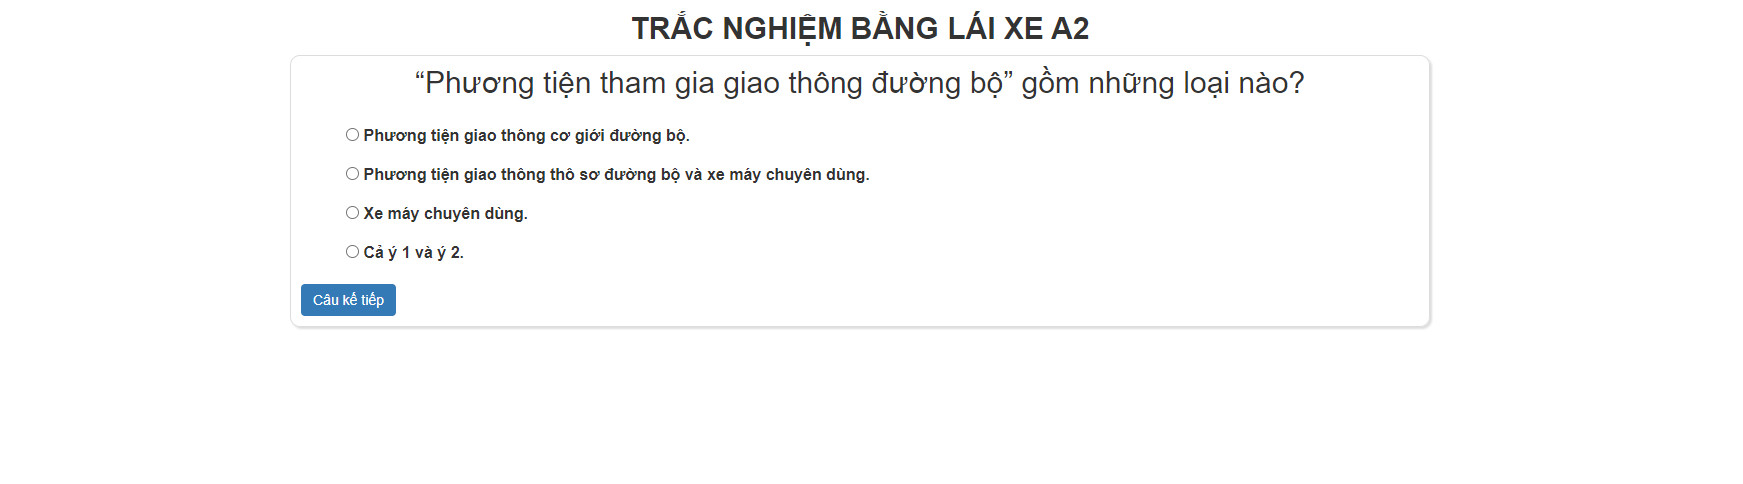 TRẮC NGHIỆM BẰNG LÁI XE A2
“Phương tiện tham gia giao thông đường bộ” gồm những loại nào?
Phương tiện giao thông cơ giới đường bộ.
Phương tiện giao thông thô sơ đường bộ và xe máy chuyên dùng.
Xe máy chuyên dùng.
Cả ý 1 và ý 2.
Câu kế tiếp